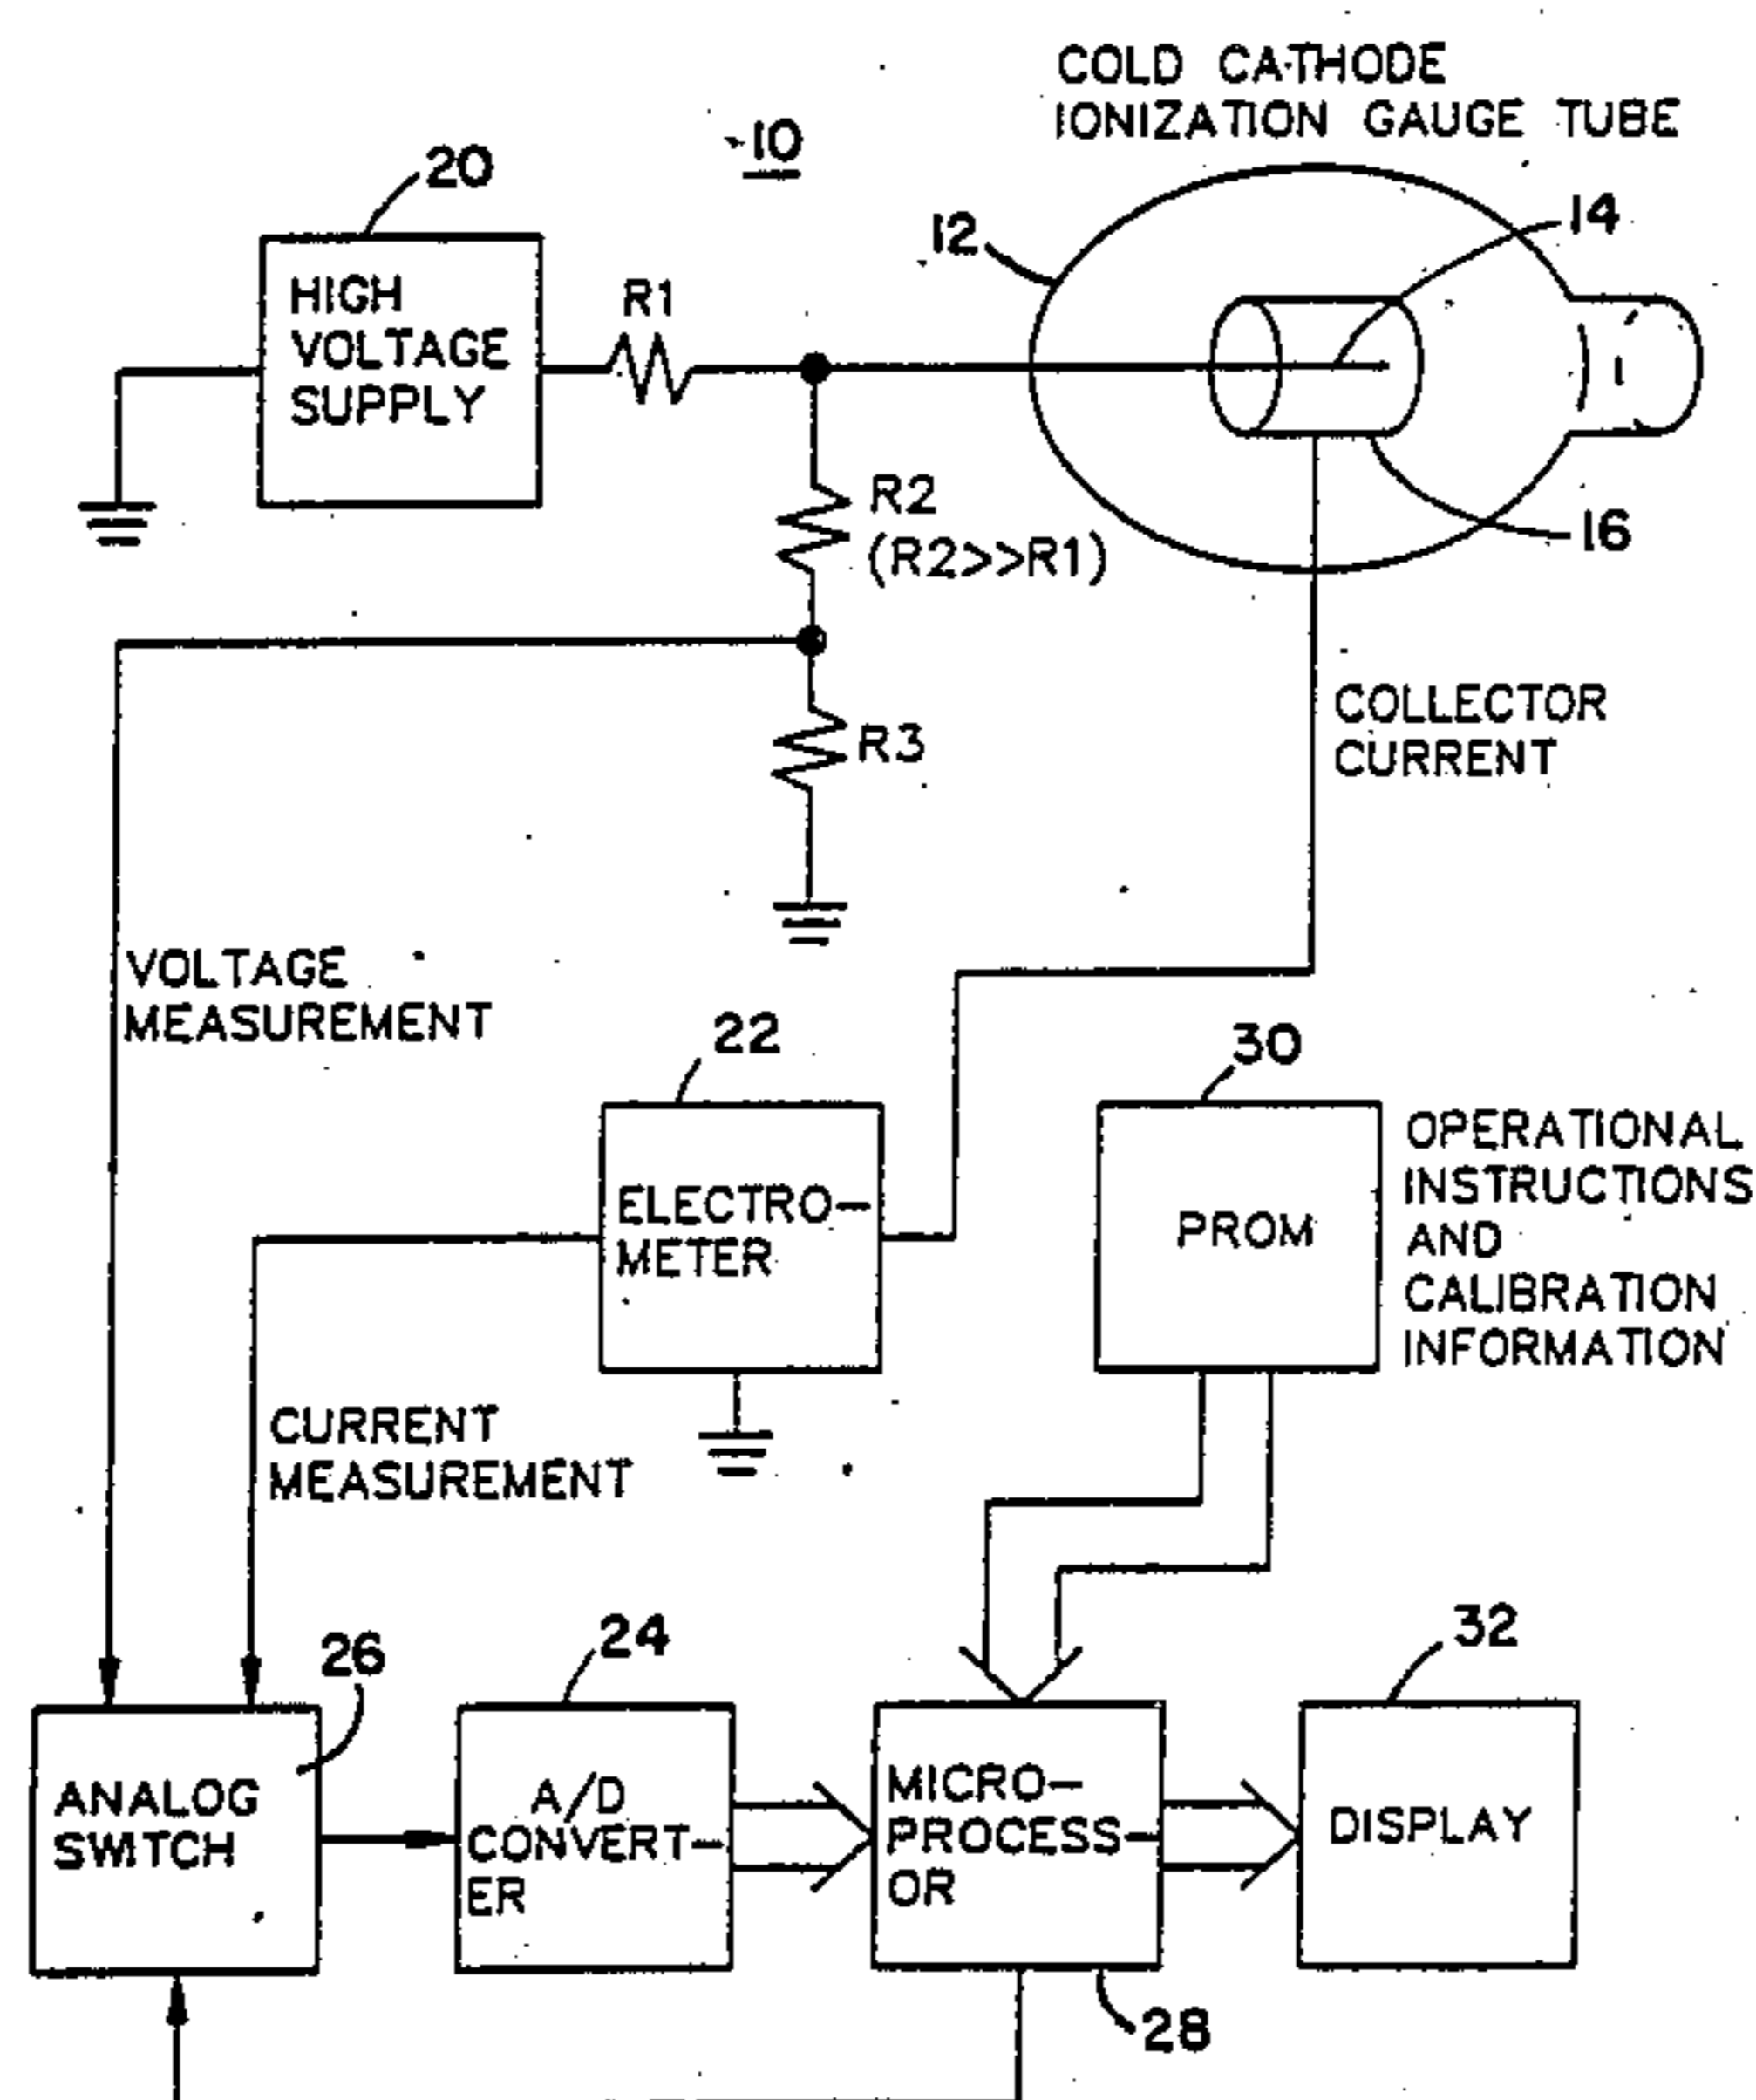 COLD CATHODE
IONIZATION GAUGE TUBE
10
20
12
14
HIGH
VOLTAGE
SUPPLY
R1
R2
(R2>>R1)
16
R3
COLLECTOR
CURRENT
VOLTAGE
MEASUREMENT
22
30
ELECTRO-
METER
PROM
OPERATIONAL
INSTRUCTIONS
AND
CALIBRATION
INFORMATION
CURRENT
MEASUREMENT
26
24
32
ANALOG
SWITCH
A/D
CONVERT-
ER
MICRO-
PROCESS-
OR
DISPLAY
28